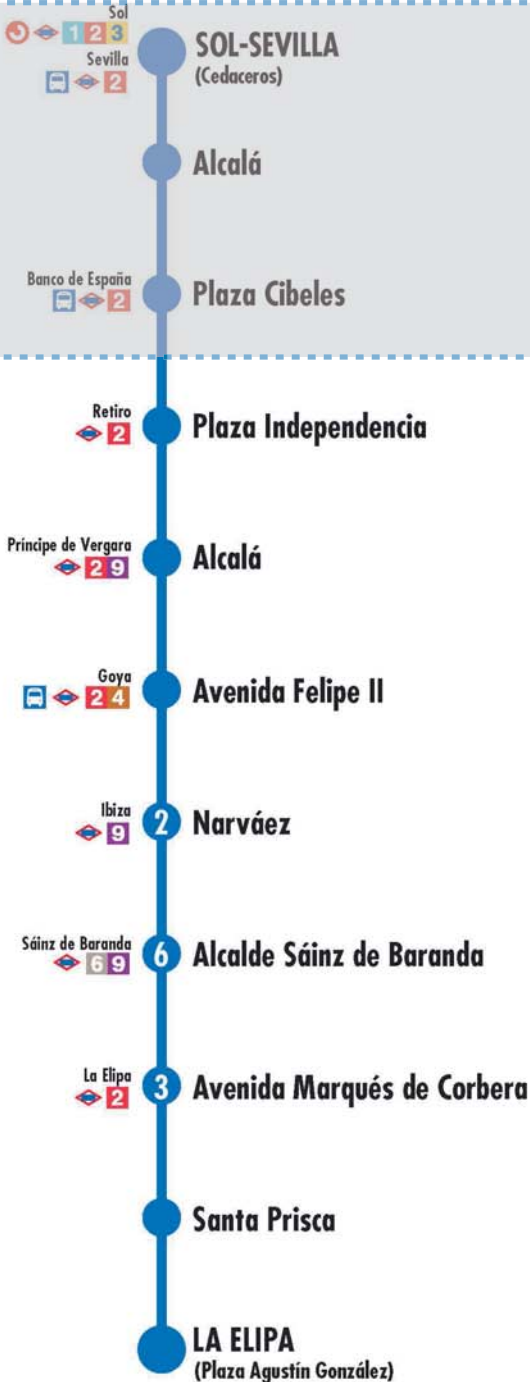 Sol
1 2 3
Sevilla
2
SOL-SEVILLA
(Cedaceros)
Alcalá
Banco de España
2
Plaza Cibeles
Retiro
2
Plaza Independencia
Príncipe de Vergara
2 9
Alcalá
Goya
2 4
Avenida Felipe II
Ibiza
9
2
Narváez
Sáinz de Baranda
6 9
6
Alcalde Sáinz de Baranda
La Elipa
2
3
Avenida Marqués de Corbera
Santa Prisca
LA ELIPA
(Plaza Agustín González)